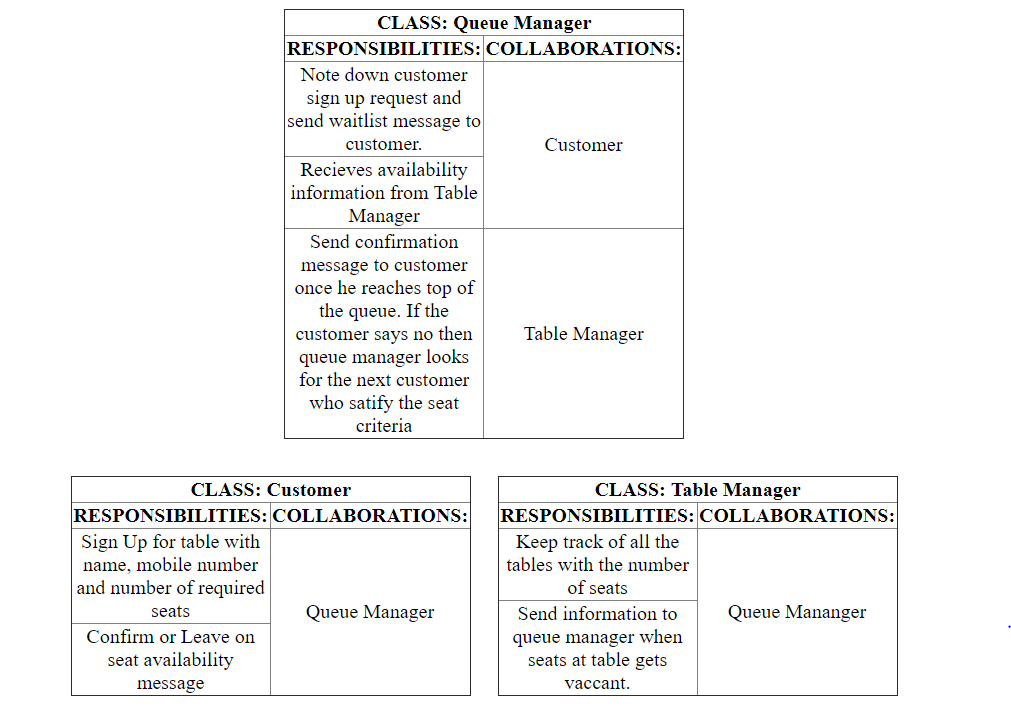 CLASS: Queue Manager
RESPONSIBILITIES: COLLABORATIONS:
Note down customer
sign up request and
send waitlist message to
customer.
Customer
Recieves availability
information from Table
Manager
Send confirmation
message to customer
once he reaches top of
the queue. If the
customer says no then
queue manager looks
for the next customer
who satify the seat
criteria
Table Manager
CLASS: Customer
RESPONSIBILITIES: COLLABORATIONS:
Sign Up for table with
name, mobile number
and number of required
seats
Queue Manager
Confirm or Leave on
seat availability
message
CLASS: Table Manager
RESPONSIBILITIES: COLLABORATIONS:
Keep track of all the
tables with the number
of seats
Queue Mananger
Send information to
queue manager when
seats at table gets
vaccant.